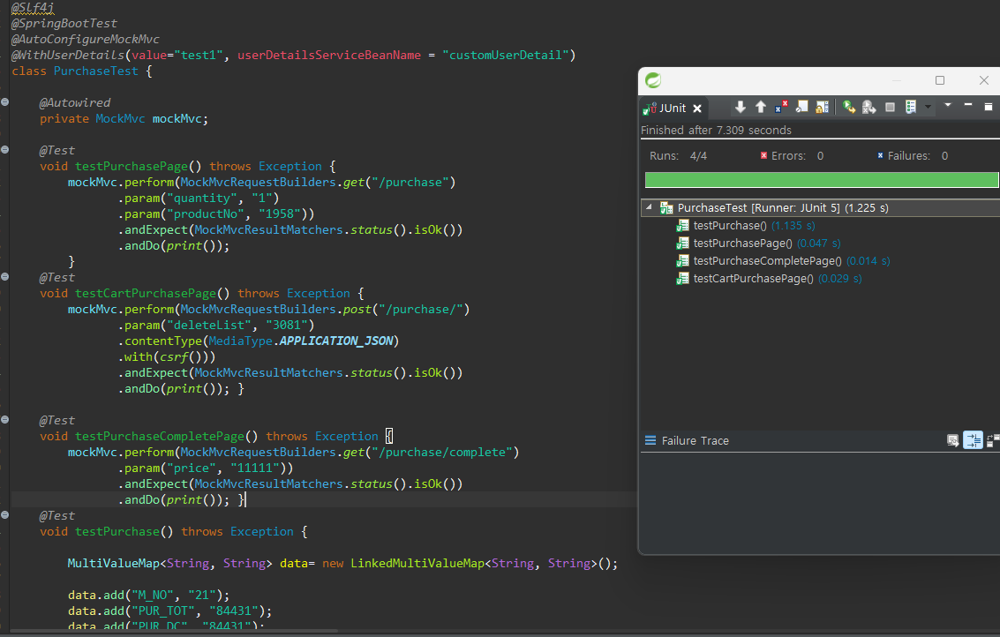 @Slf4j
@SpringBootTest
@AutoConfigureMockMvc
@WithUserDetails(value="test1", userDetailsServiceBeanName = "customUserDetail")
class PurchaseTest {
@Autowired
private MockMvc mockMvc;
@Test
void testPurchasePage() throws Exception {
mockMvc.perform(MockMvcRequestBuilders.get("/purchase")
.param("quantity", "1")
.param("productNo", "1958"))
.andExpect(MockMvcResultMatchers.status().isOk())
.andDo(print());
}
@Test
void testCartPurchasePage() throws Exception {
mockMvc.perform(MockMvcRequestBuilders.post("/purchase/")
.param("deleteList", "3081")
.contentType(MediaType.APPLICATION_JSON)
.with(csrf()))
.andExpect(MockMvcResultMatchers.status().isOk())
.andDo(print()); }
@Test
void testPurchaseCompletePage() throws Exception {
mockMvc.perform(MockMvcRequestBuilders.get("/purchase/complete")
.param("price", "11111"))
.andExpect(MockMvcResultMatchers.status().isOk())
.andDo(print()); }
@Test
void testPurchase() throws Exception {
MultiValueMap<String, String> data= new LinkedMultiValueMap<String, String>();
data.add("M_NO", "21");
data.add("PUR_TOT", "84431");
data.add("PUR_DC", "84431");
JUnit
Finished after 7.309 seconds
Runs: 4/4
Errors: 0
Failures: 0
PurchaseTest [Runner: JUnit 5] (1.225 s)
testPurchase() (1.135 s)
testPurchasePage() (0.047 s)
testPurchaseCompletePage() (0.014 s)
testCartPurchasePage() (0.029 s)
Failure Trace